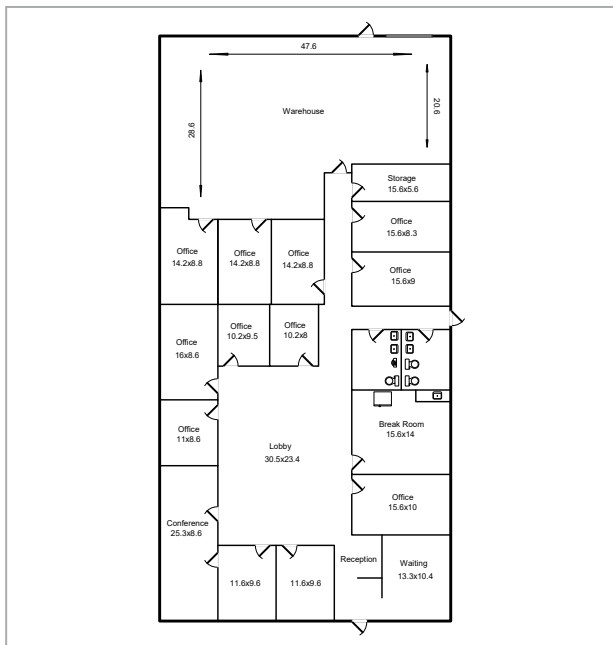 47.6
28.6
20.6
Warehouse
Storage
15.6x5.6
Office
15.6x8.3
Office
14.2x8.8
Office
14.2x8.8
Office
14.2x8.8
Office
15.6x9
Office
16x8.6
Office
10.2x9.5
Office
10.2x8
Office
11x8.6
Lobby
30.5x23.4
Break Room
15.6x14
Conference
25.3x8.6
Office
15.6x10
11.6x9.6
11.6x9.6
Reception
Waiting
13.3x10.4